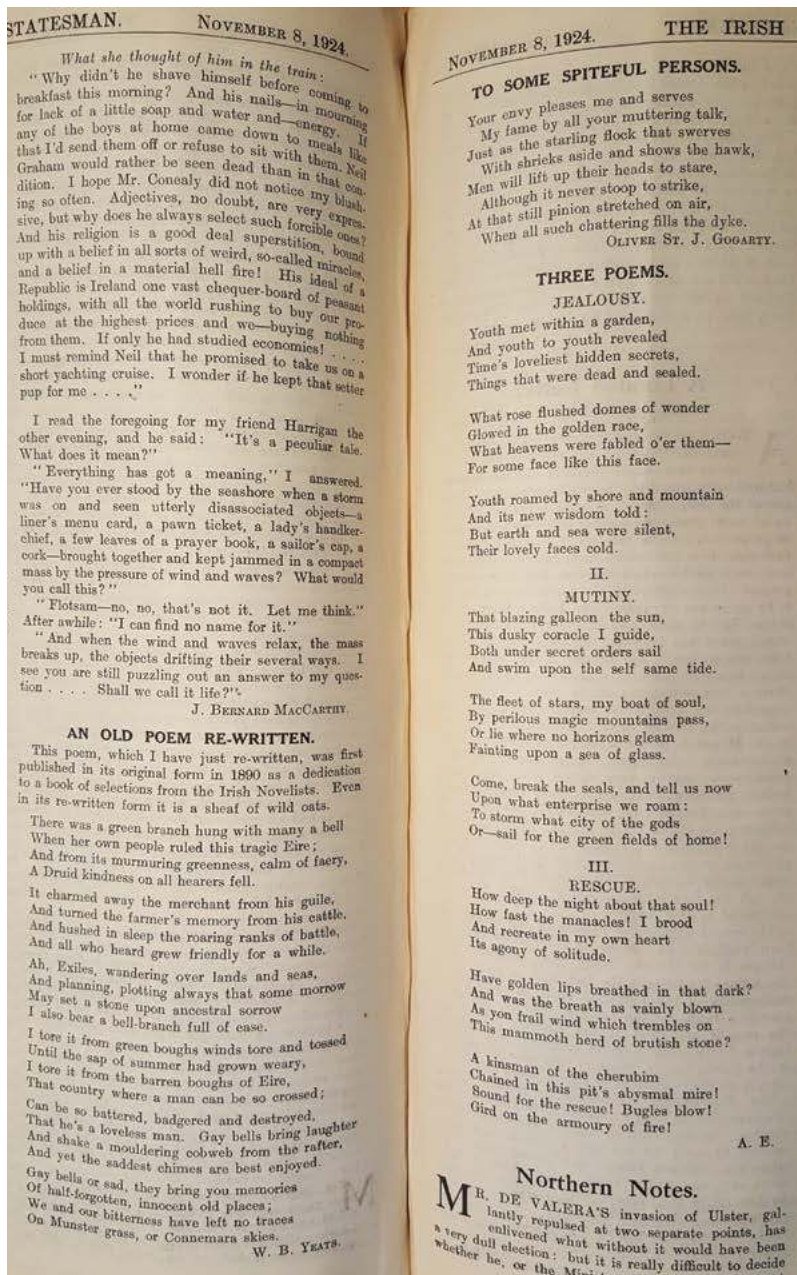 STATESMAN. NOVEMBER 8, 1924.
What she thought of him in the train:
"Why didn't he shave himself before coming to
breakfast this morning? And his nails—in mourning
for lack of a little soap and water and—energy. If
any of the boys at home came down to meals like
that I'd send them off or refuse to sit with them. Neil
Graham would rather be seen dead than in that con-
dition. I hope Mr. Conealy did not notice my blush-
ing so often. Adjectives, no doubt, are very expres-
sive, but why does he always select such forcible ones?
And his religion is a good deal superstition, bound
up with a belief in all sorts of weird, so-called miracles,
and a belief in a material hell fire! His ideal of a
Republic is Ireland one vast chequer-board of peasant
holdings, with all the world rushing to buy our pro-
duce at the highest prices and we—buying nothing
from them. If only he had studied economics! . . . .
I must remind Neil that he promised to take us on a
short yachting cruise. I wonder if he kept that setter
pup for me . . . ."
I read the foregoing for my friend Harrigan the
other evening, and he said: "It's a peculiar tale.
What does it mean?"
"Everything has got a meaning," I answered.
"Have you ever stood by the seashore when a storm
was on and seen utterly disassociated objects—a
liner's menu card, a pawn ticket, a lady's handker-
chief, a few leaves of a prayer book, a sailor's cap, a
cork—brought together and kept jammed in a compact
mass by the pressure of wind and waves? What would
you call this?"
"Flotsam—no, no, that's not it. Let me think."
After awhile: "I can find no name for it."
"And when the wind and waves relax, the mass
breaks up, the objects drifting their several ways. I
see you are still puzzling out an answer to my ques-
tion . . . . Shall we call it life?"
J. BERNARD MACCARTHY.
AN OLD POEM RE-WRITTEN.
This poem, which I have just re-written, was first
published in its original form in 1890 as a dedication
to a book of selections from the Irish Novelists. Even
in its re-written form it is a sheaf of wild oats.
There was a green branch hung with many a bell
When her own people ruled this tragic Eire;
And from its murmuring greenness, calm of faery,
A Druid kindness on all hearers fell.
It charmed away the merchant from his guile,
And turned the farmer's memory from his cattle,
And hushed in sleep the roaring ranks of battle,
And all who heard grew friendly for a while.
Ah, Exiles, wandering over lands and seas,
And planning, plotting always that some morrow
May set a stone upon ancestral sorrow
I also bear a bell-branch full of ease.
I tore it from green boughs winds tore and tossed
Until the sap of summer had grown weary,
I tore it from the barren boughs of Eire,
That country where a man can be so crossed;
Can be so battered, badgered and destroyed,
That he's a loveless man. Gay bells bring laughter
And shake a mouldering cobweb from the rafter,
And yet the saddest chimes are best enjoyed.
Gay bells or sad, they bring you memories
Of half-forgotten, innocent old places;
We and our bitterness have left no traces
On Munster grass, or Connemara skies.
W. B. YEATS.
NOVEMBER 8, 1924. THE IRISH
TO SOME SPITEFUL PERSONS.
Your envy pleases me and serves
My fame by all your muttering talk,
Just as the starling flock that swerves
With shrieks aside and shows the hawk,
Men will lift up their heads to stare,
Although it never stoop to strike,
At that still pinion stretched on air,
When all such chattering fills the dyke.
OLIVER ST. J. GOGARTY.
THREE POEMS.
JEALOUSY.
Youth met within a garden,
And youth to youth revealed
Time's loveliest hidden secrets,
Things that were dead and sealed.
What rose flushed domes of wonder
Glowed in the golden race,
What heavens were fabled o'er them—
For some face like this face.
Youth roamed by shore and mountain
And its new wisdom told:
But earth and sea were silent,
Their lovely faces cold.
II.
MUTINY.
That blazing galleon the sun,
This dusky coracle I guide,
Both under secret orders sail
And swim upon the self same tide.
The fleet of stars, my boat of soul,
By perilous magic mountains pass,
Or lie where no horizons gleam
Fainting upon a sea of glass.
Come, break the seals, and tell us now
Upon what enterprise we roam:
To storm what city of the gods
Or—sail for the green fields of home!
III.
RESCUE.
How deep the night about that soul!
How fast the manacles! I brood
And recreate in my own heart
Its agony of solitude.
Have golden lips breathed in that dark?
And was the breath as vainly blown
As yon frail wind which trembles on
This mammoth herd of brutish stone?
A kinsman of the cherubim
Chained in this pit's abysmal mire!
Sound for the rescue! Bugles blow!
Gird on the armoury of fire!
A. E.
Northern Notes.
MR. DE VALERA'S invasion of Ulster, gal-
lantly repulsed at two separate points, has
enlivened what without it would have been
a very dull election: but it is really difficult to decide
whether he, or the